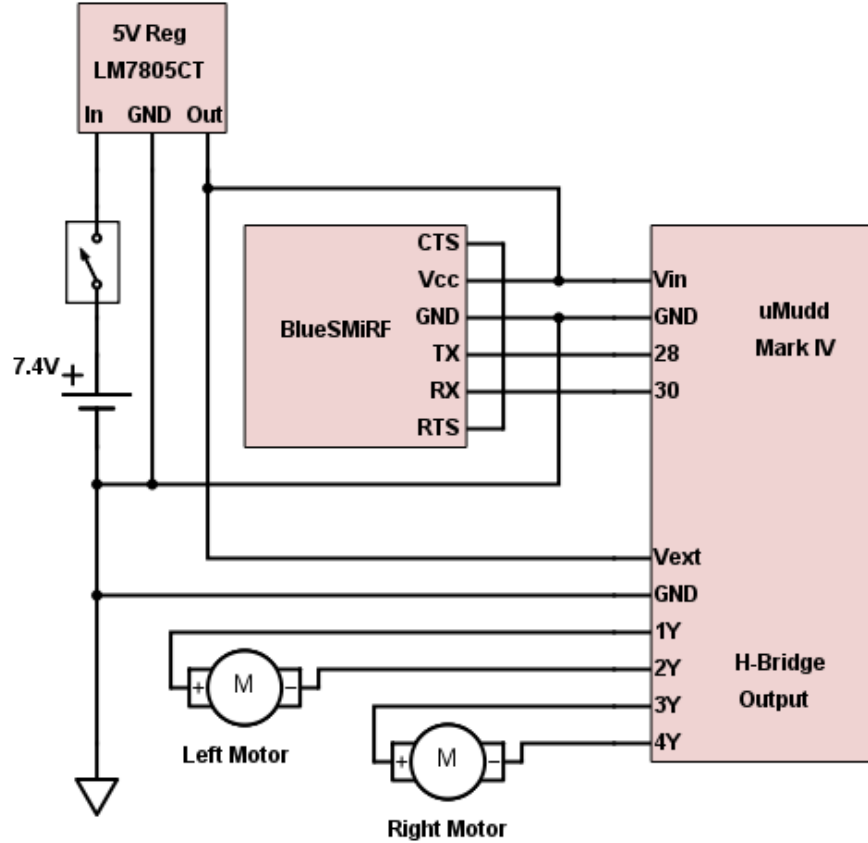 5V Reg
LM7805CT
In GND Out
CTS
Vcc
GND
TX
RX
RTS
BlueSMiRF
Vin
GND
28
30
uMudd
Mark IV
7.4V +
Vext
GND
1Y
2Y
3Y
4Y
H-Bridge
Output
+ M −
Left Motor
+ M −
Right Motor